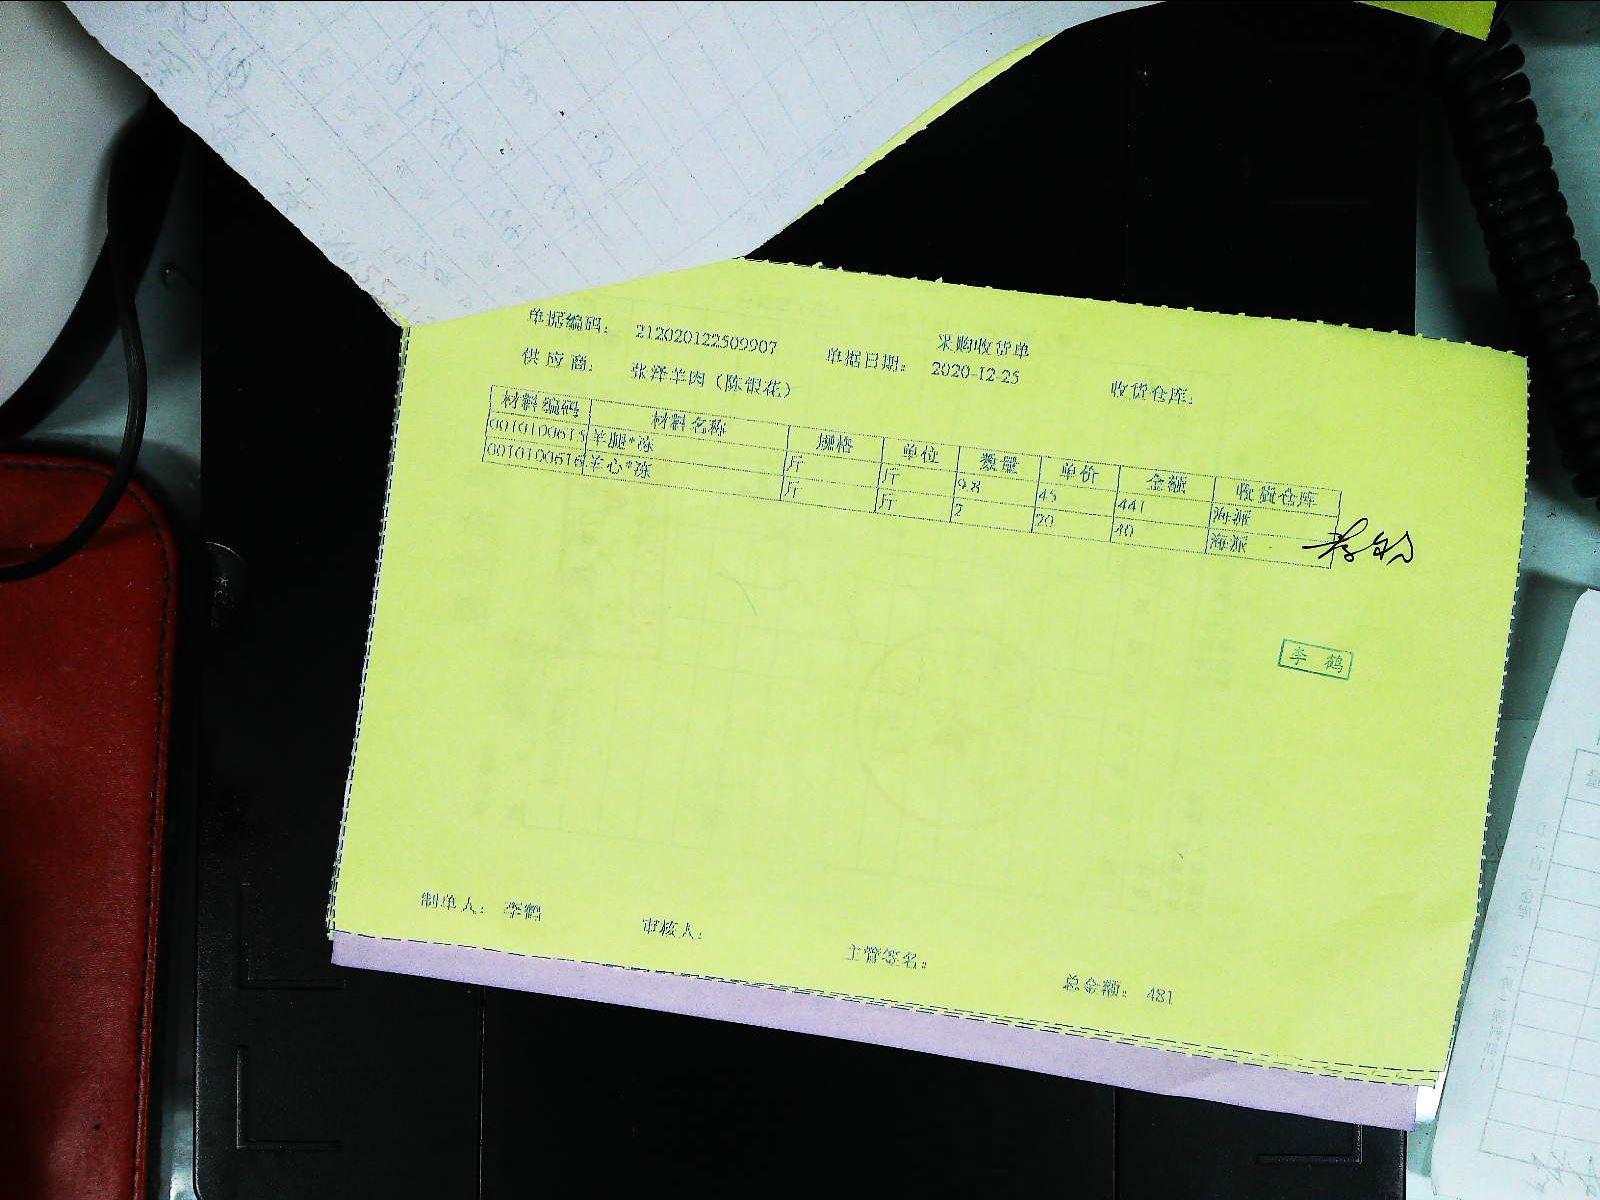 采购收货单
单据编码： 212020122509907 单据日期： 2020-12-25 收货仓库：
供应商： 张泽羊肉（陈银花）
材料编码 材料名称 规格 单位 数量 单价 金额 收货仓库
0010100615 羊腿*冻 斤 斤 9.8 45 441 海派
0010100616 羊心*冻 斤 斤 2 20 40 海派
李鹤
制单人： 李鹤 审核人： 主管签名： 总金额： 481